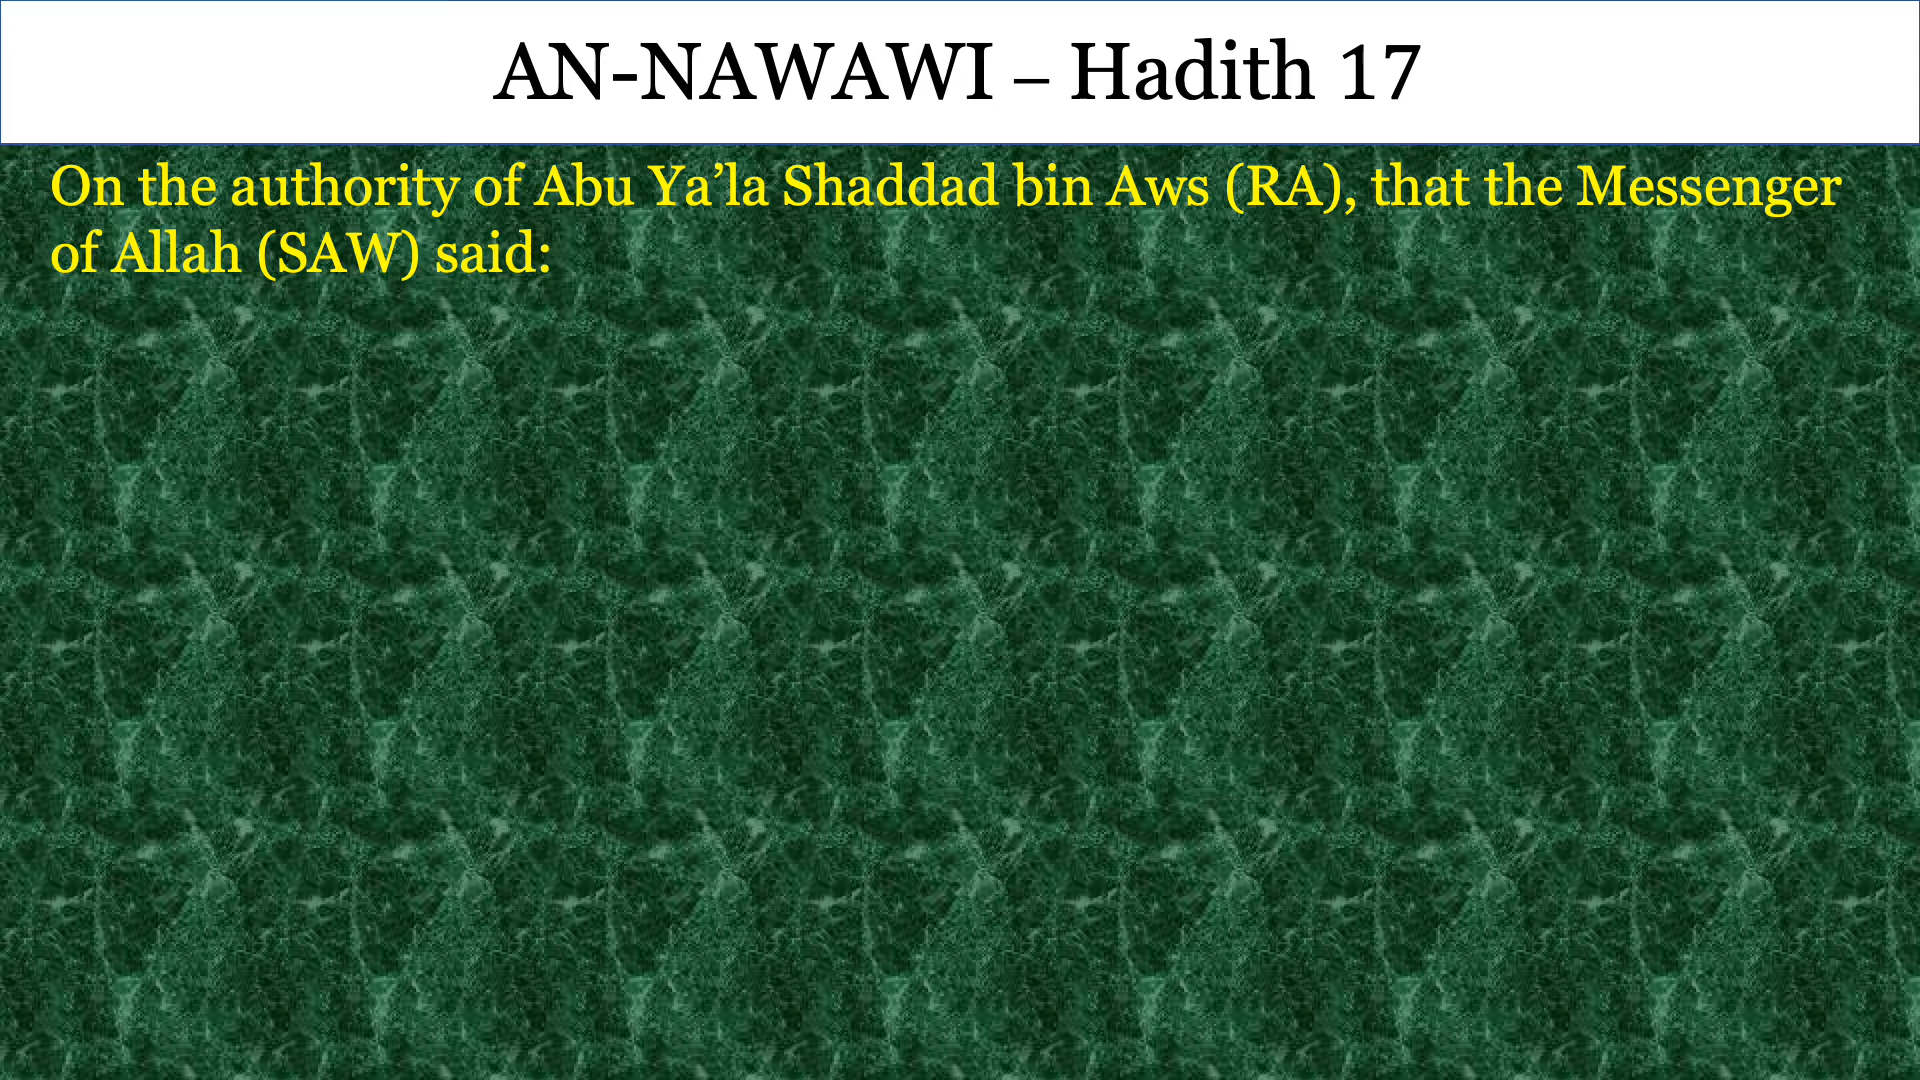 AN-NAWAWI – Hadith 17
On the authority of Abu Ya’la Shaddad bin Aws (RA), that the Messenger
of Allah (SAW) said: